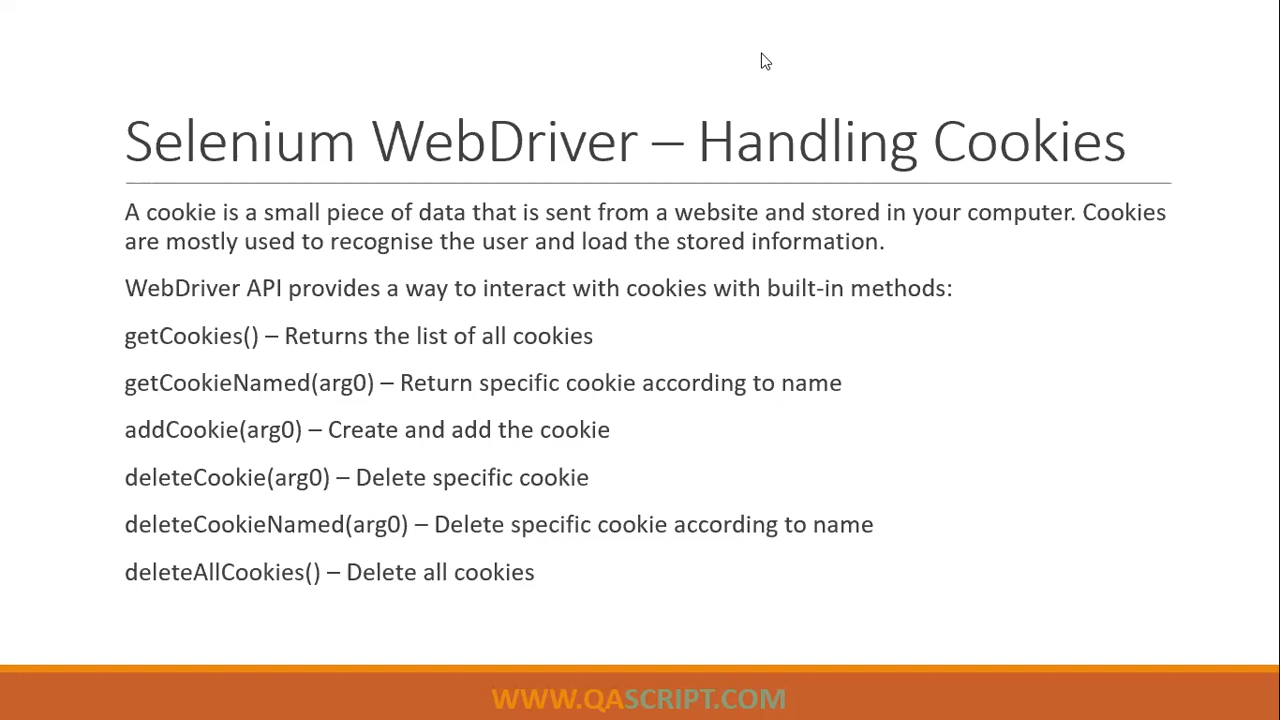 Selenium WebDriver – Handling Cookies
A cookie is a small piece of data that is sent from a website and stored in your computer. Cookies
are mostly used to recognise the user and load the stored information.
WebDriver API provides a way to interact with cookies with built-in methods:
getCookies() – Returns the list of all cookies
getCookieNamed(arg0) – Return specific cookie according to name
addCookie(arg0) – Create and add the cookie
deleteCookie(arg0) – Delete specific cookie
deleteCookieNamed(arg0) – Delete specific cookie according to name
deleteAllCookies() – Delete all cookies
WWW.QASCRIPT.COM